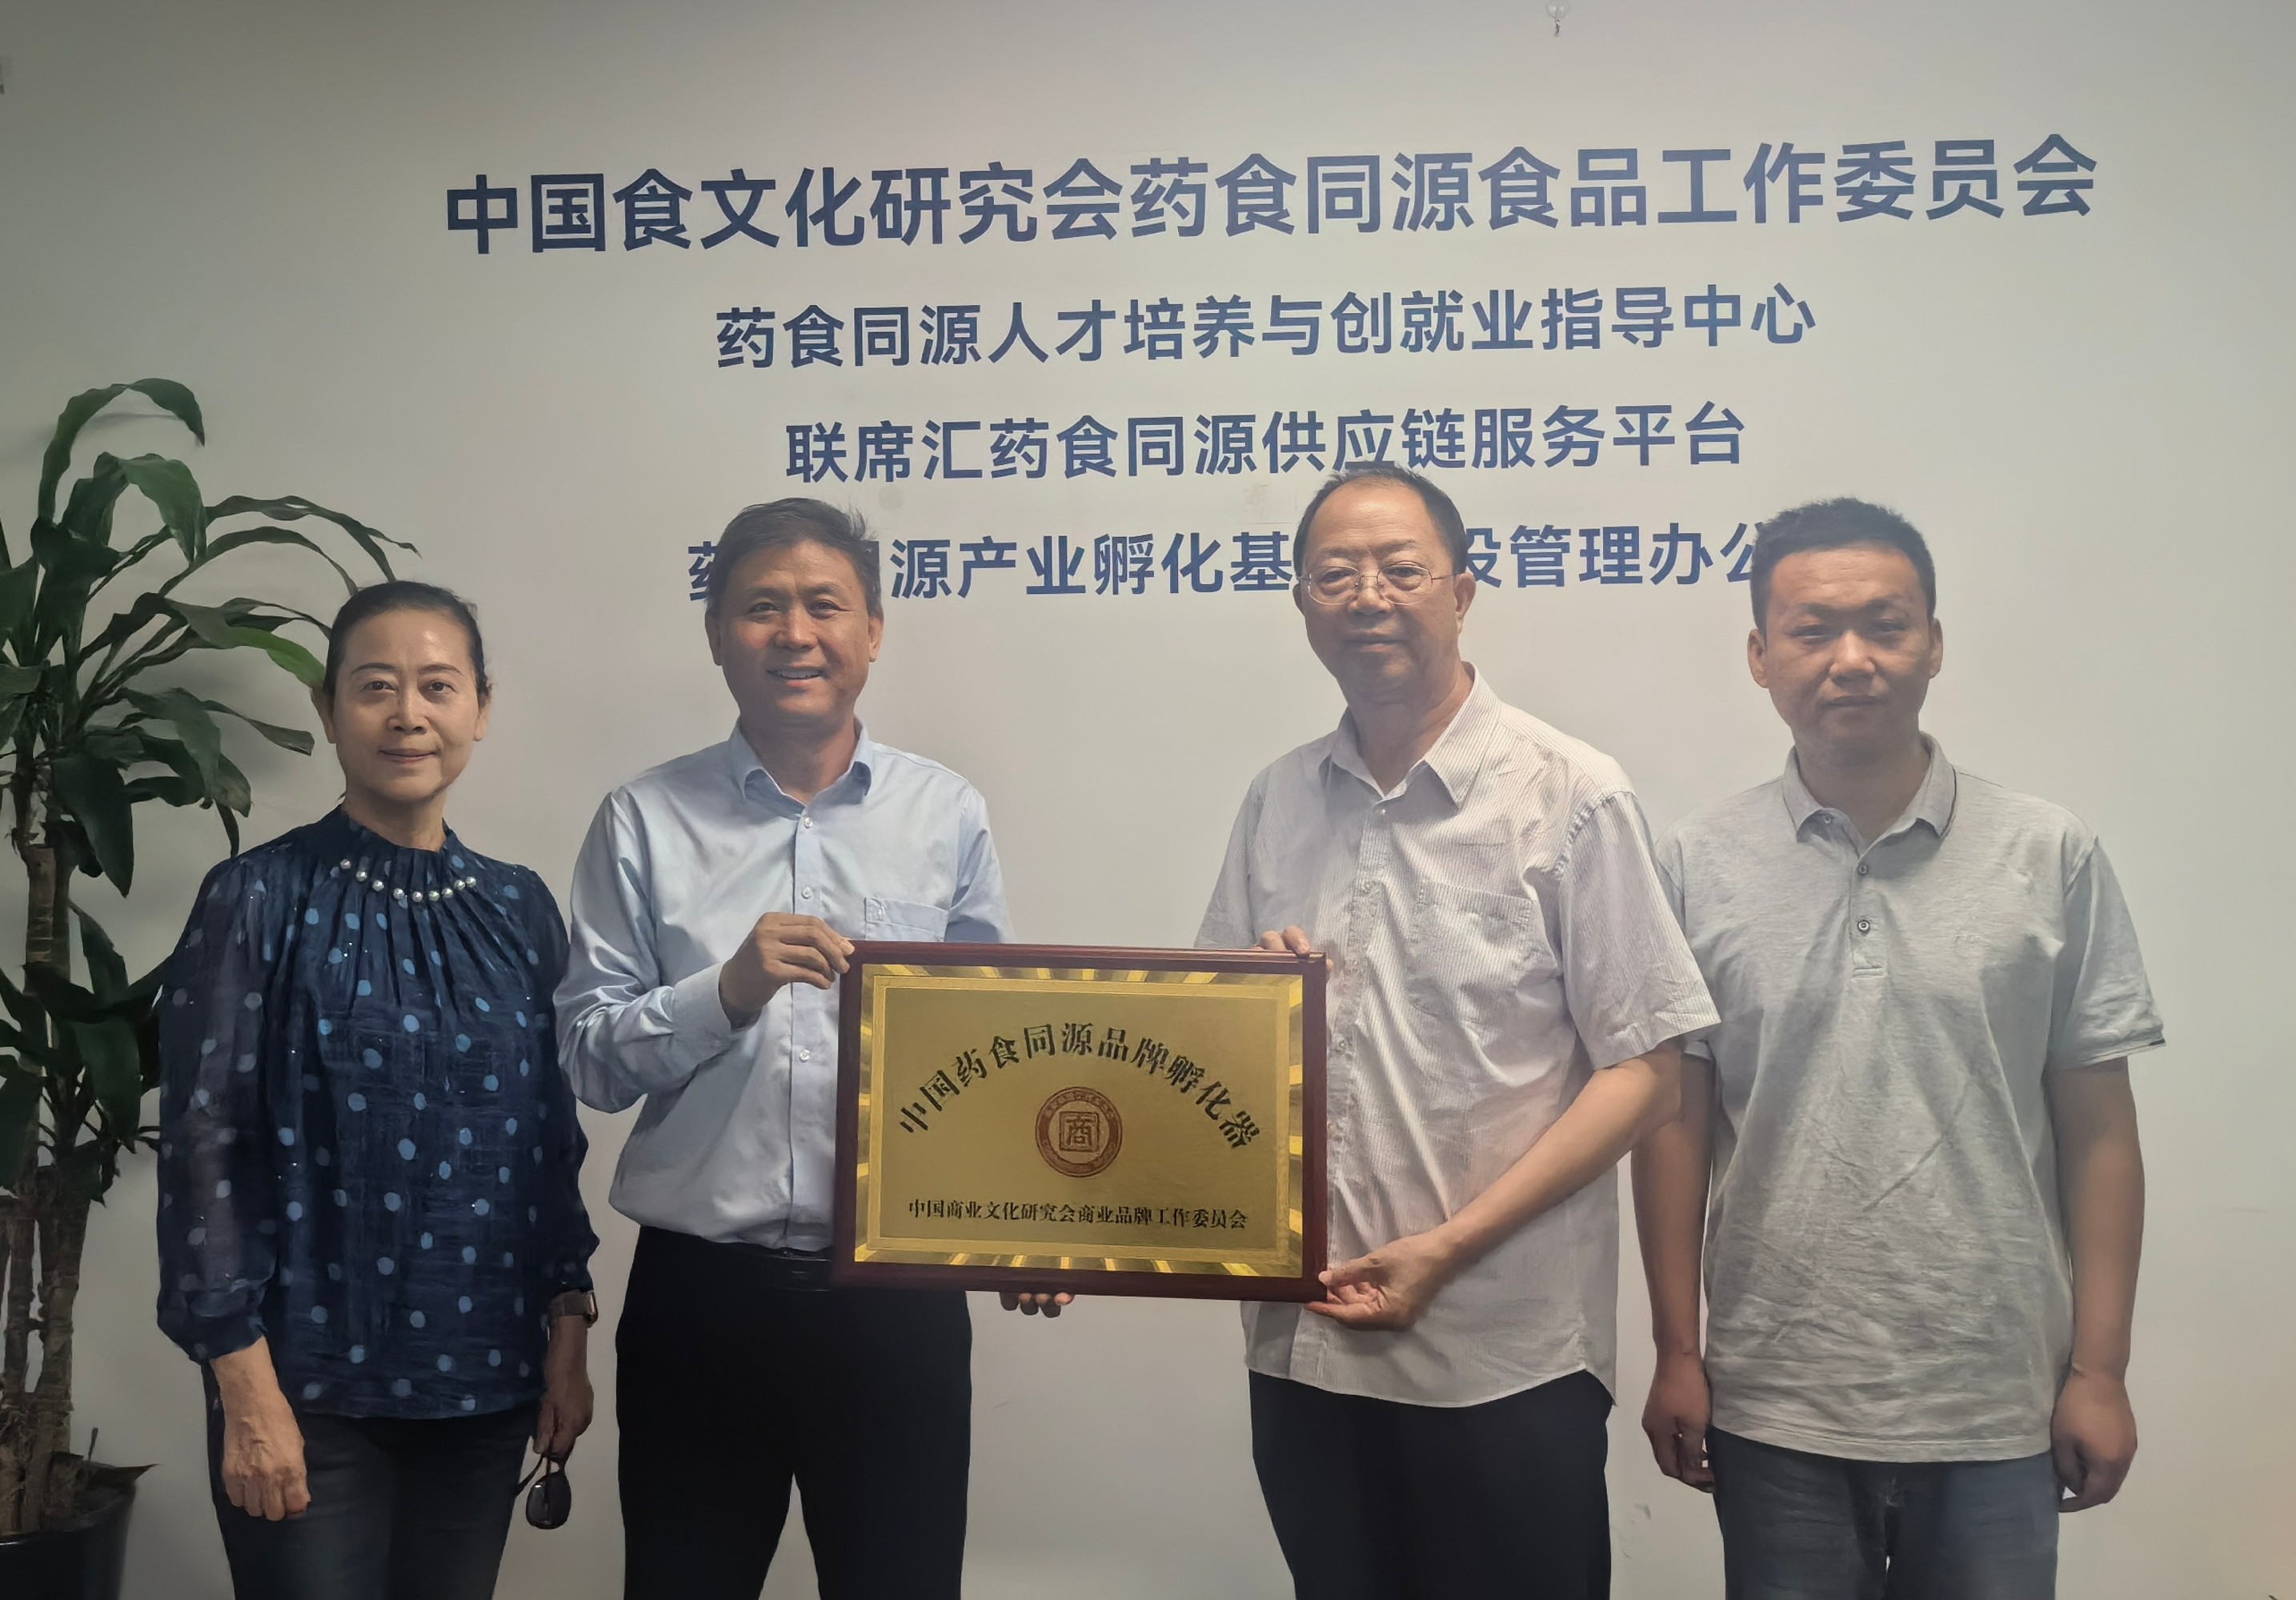 中国食文化研究会药食同源食品工作委员会
药食同源人才培养与创就业指导中心
联席汇药食同源供应链服务平台
药 源产业孵化基 设管理办公
中国药食同源品牌孵化器
商
中国商业文化研究会商业品牌工作委员会